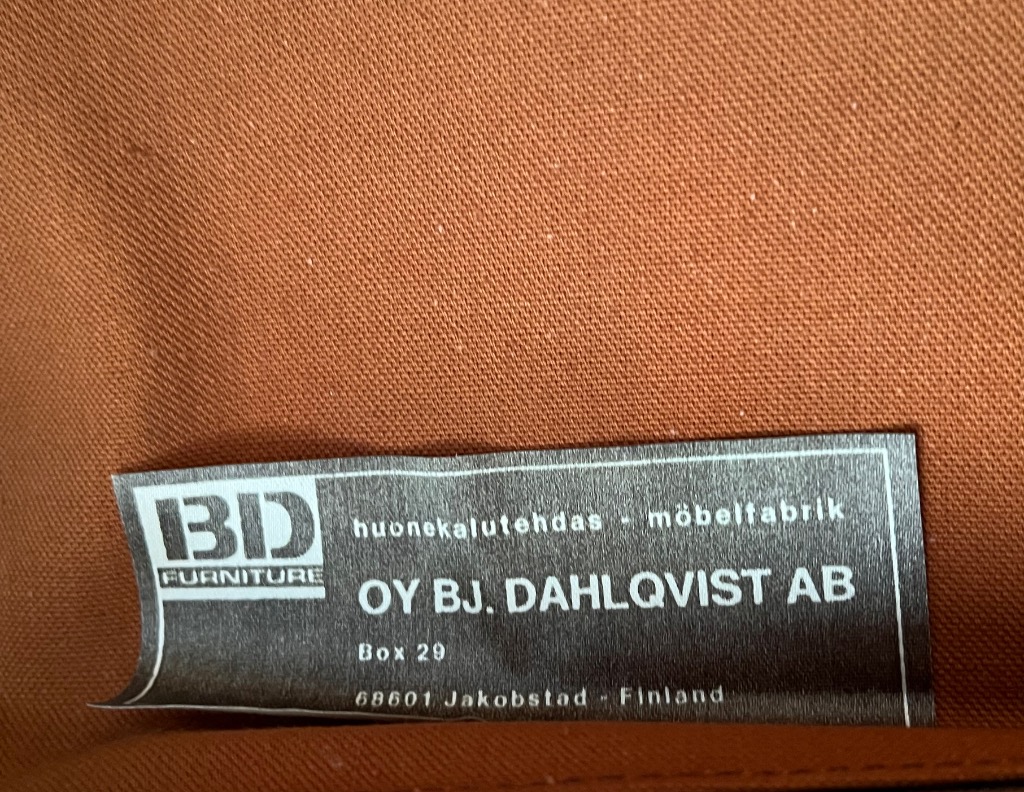 BD
FURNITURE
huonekalutehdas - möbelfabrik
OY BJ. DAHLQVIST AB
Box 29
68601 Jakobstad - Finland